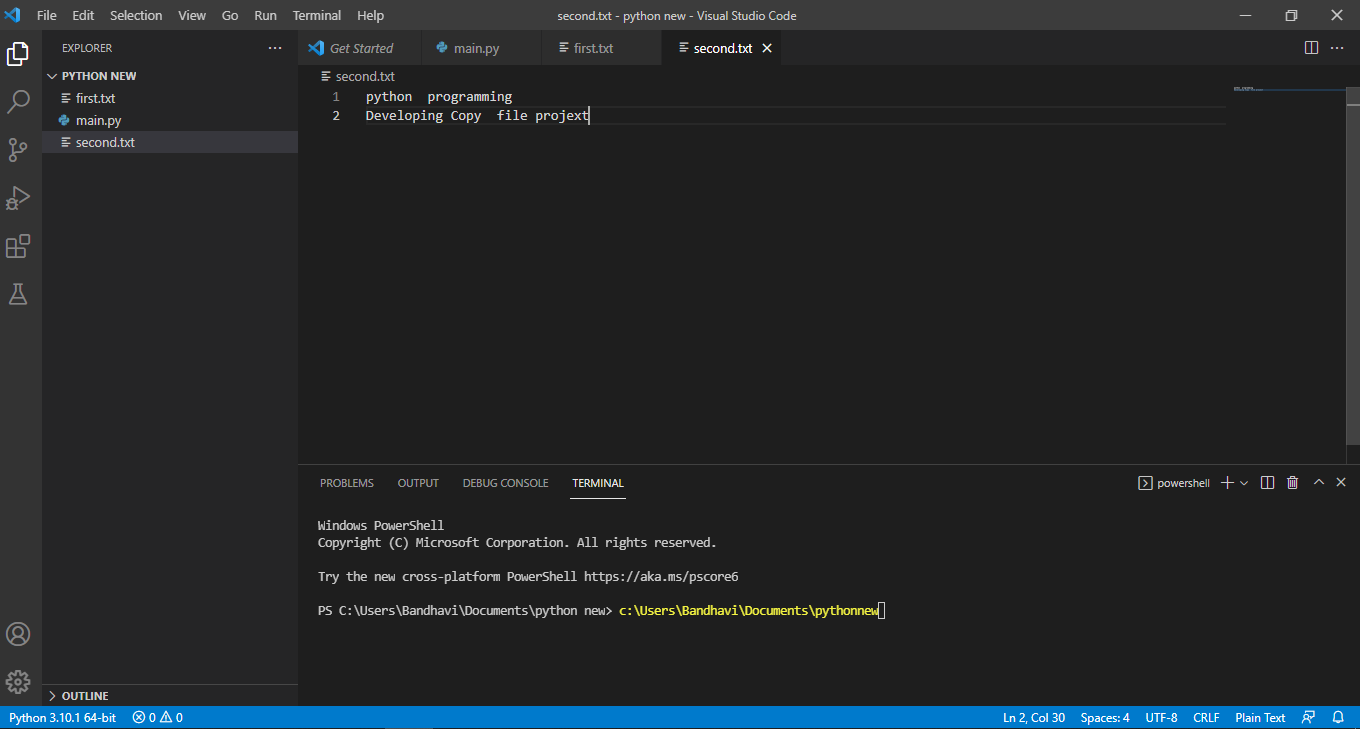 File Edit Selection View Go Run Terminal Help second.txt - python new - Visual Studio Code
EXPLORER
Get Started main.py first.txt second.txt
PYTHON NEW
first.txt
main.py
second.txt
second.txt
1 python  programming
2 Developing Copy  file projext
PROBLEMS OUTPUT DEBUG CONSOLE TERMINAL powershell
Windows PowerShell
Copyright (C) Microsoft Corporation. All rights reserved.
Try the new cross-platform PowerShell https://aka.ms/pscore6
PS C:\Users\Bandhavi\Documents\python new> c:\Users\Bandhavi\Documents\pythonnew
OUTLINE
Python 3.10.1 64-bit 0 0 Ln 2, Col 30 Spaces: 4 UTF-8 CRLF Plain Text